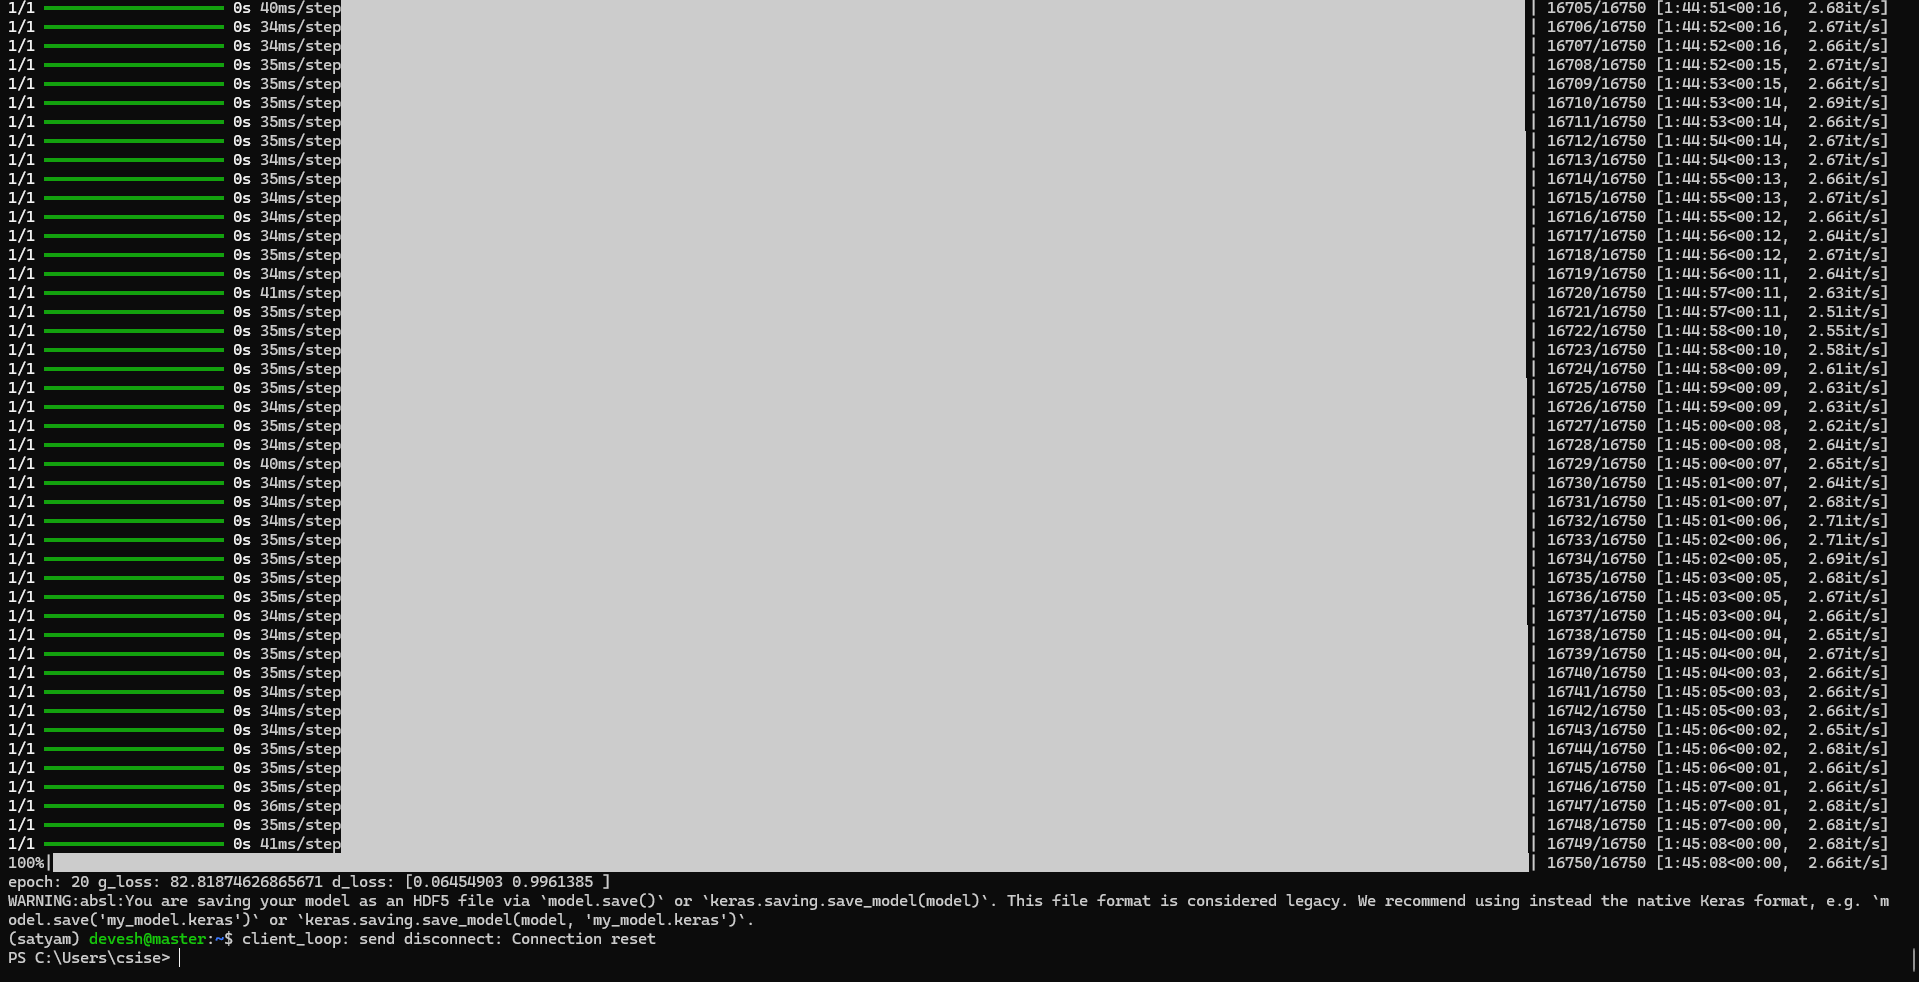 1/1 0s 40ms/step | 16705/16750 [1:44:51<00:16, 2.68it/s]
1/1 0s 34ms/step | 16706/16750 [1:44:52<00:16, 2.67it/s]
1/1 0s 34ms/step | 16707/16750 [1:44:52<00:16, 2.66it/s]
1/1 0s 35ms/step | 16708/16750 [1:44:52<00:15, 2.67it/s]
1/1 0s 35ms/step | 16709/16750 [1:44:53<00:15, 2.66it/s]
1/1 0s 35ms/step | 16710/16750 [1:44:53<00:14, 2.69it/s]
1/1 0s 35ms/step | 16711/16750 [1:44:53<00:14, 2.66it/s]
1/1 0s 35ms/step | 16712/16750 [1:44:54<00:14, 2.67it/s]
1/1 0s 34ms/step | 16713/16750 [1:44:54<00:13, 2.67it/s]
1/1 0s 35ms/step | 16714/16750 [1:44:55<00:13, 2.66it/s]
1/1 0s 34ms/step | 16715/16750 [1:44:55<00:13, 2.67it/s]
1/1 0s 34ms/step | 16716/16750 [1:44:55<00:12, 2.66it/s]
1/1 0s 34ms/step | 16717/16750 [1:44:56<00:12, 2.64it/s]
1/1 0s 35ms/step | 16718/16750 [1:44:56<00:12, 2.67it/s]
1/1 0s 34ms/step | 16719/16750 [1:44:56<00:11, 2.64it/s]
1/1 0s 41ms/step | 16720/16750 [1:44:57<00:11, 2.63it/s]
1/1 0s 35ms/step | 16721/16750 [1:44:57<00:11, 2.51it/s]
1/1 0s 35ms/step | 16722/16750 [1:44:58<00:10, 2.55it/s]
1/1 0s 35ms/step | 16723/16750 [1:44:58<00:10, 2.58it/s]
1/1 0s 35ms/step | 16724/16750 [1:44:58<00:09, 2.61it/s]
1/1 0s 35ms/step | 16725/16750 [1:44:59<00:09, 2.63it/s]
1/1 0s 34ms/step | 16726/16750 [1:44:59<00:09, 2.63it/s]
1/1 0s 35ms/step | 16727/16750 [1:45:00<00:08, 2.62it/s]
1/1 0s 34ms/step | 16728/16750 [1:45:00<00:08, 2.64it/s]
1/1 0s 40ms/step | 16729/16750 [1:45:00<00:07, 2.65it/s]
1/1 0s 34ms/step | 16730/16750 [1:45:01<00:07, 2.64it/s]
1/1 0s 34ms/step | 16731/16750 [1:45:01<00:07, 2.68it/s]
1/1 0s 34ms/step | 16732/16750 [1:45:01<00:06, 2.71it/s]
1/1 0s 35ms/step | 16733/16750 [1:45:02<00:06, 2.71it/s]
1/1 0s 35ms/step | 16734/16750 [1:45:02<00:05, 2.69it/s]
1/1 0s 35ms/step | 16735/16750 [1:45:03<00:05, 2.68it/s]
1/1 0s 35ms/step | 16736/16750 [1:45:03<00:05, 2.67it/s]
1/1 0s 34ms/step | 16737/16750 [1:45:03<00:04, 2.66it/s]
1/1 0s 34ms/step | 16738/16750 [1:45:04<00:04, 2.65it/s]
1/1 0s 35ms/step | 16739/16750 [1:45:04<00:04, 2.67it/s]
1/1 0s 35ms/step | 16740/16750 [1:45:04<00:03, 2.66it/s]
1/1 0s 34ms/step | 16741/16750 [1:45:05<00:03, 2.66it/s]
1/1 0s 34ms/step | 16742/16750 [1:45:05<00:03, 2.66it/s]
1/1 0s 34ms/step | 16743/16750 [1:45:06<00:02, 2.65it/s]
1/1 0s 35ms/step | 16744/16750 [1:45:06<00:02, 2.68it/s]
1/1 0s 35ms/step | 16745/16750 [1:45:06<00:01, 2.66it/s]
1/1 0s 35ms/step | 16746/16750 [1:45:07<00:01, 2.66it/s]
1/1 0s 36ms/step | 16747/16750 [1:45:07<00:01, 2.68it/s]
1/1 0s 35ms/step | 16748/16750 [1:45:07<00:00, 2.68it/s]
1/1 0s 41ms/step | 16749/16750 [1:45:08<00:00, 2.68it/s]
100%| | 16750/16750 [1:45:08<00:00, 2.66it/s]
epoch: 20 g_loss: 82.81874626865671 d_loss: [0.06454903 0.9961385 ]
WARNING:absl:You are saving your model as an HDF5 file via `model.save()` or `keras.saving.save_model(model)`. This file format is considered legacy. We recommend using instead the native Keras format, e.g. `m
odel.save('my_model.keras')` or `keras.saving.save_model(model, 'my_model.keras')`.
(satyam) devesh@master:~$ client_loop: send disconnect: Connection reset
PS C:\Users\csise>